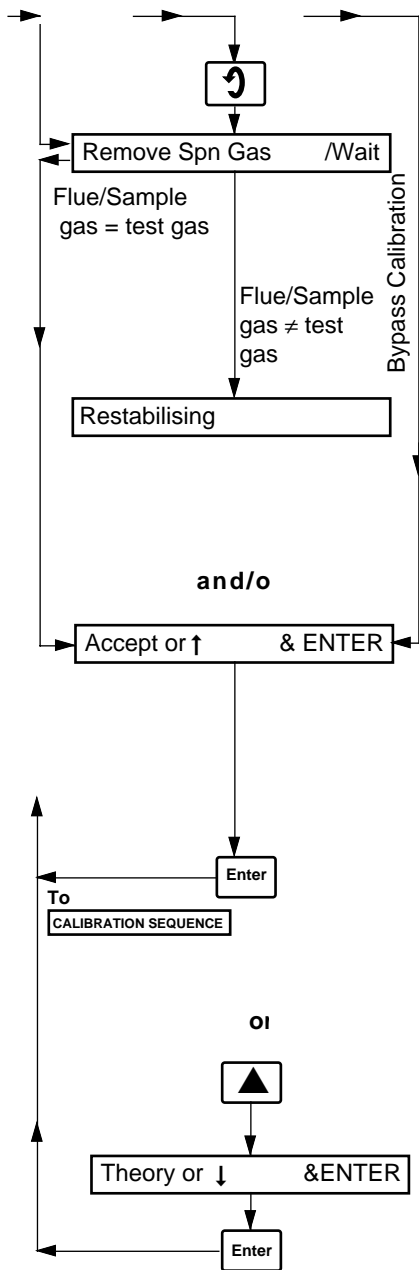 Remove Spn Gas /Wait
Flue/Sample
gas = test gas
Bypass Calibration
Flue/Sample
gas ≠ test
gas
Restabilising
and/o
Accept or ↑ & ENTER
Enter
To
CALIBRATION SEQUENCE
or
▲
Theory or ↓ &ENTER
Enter